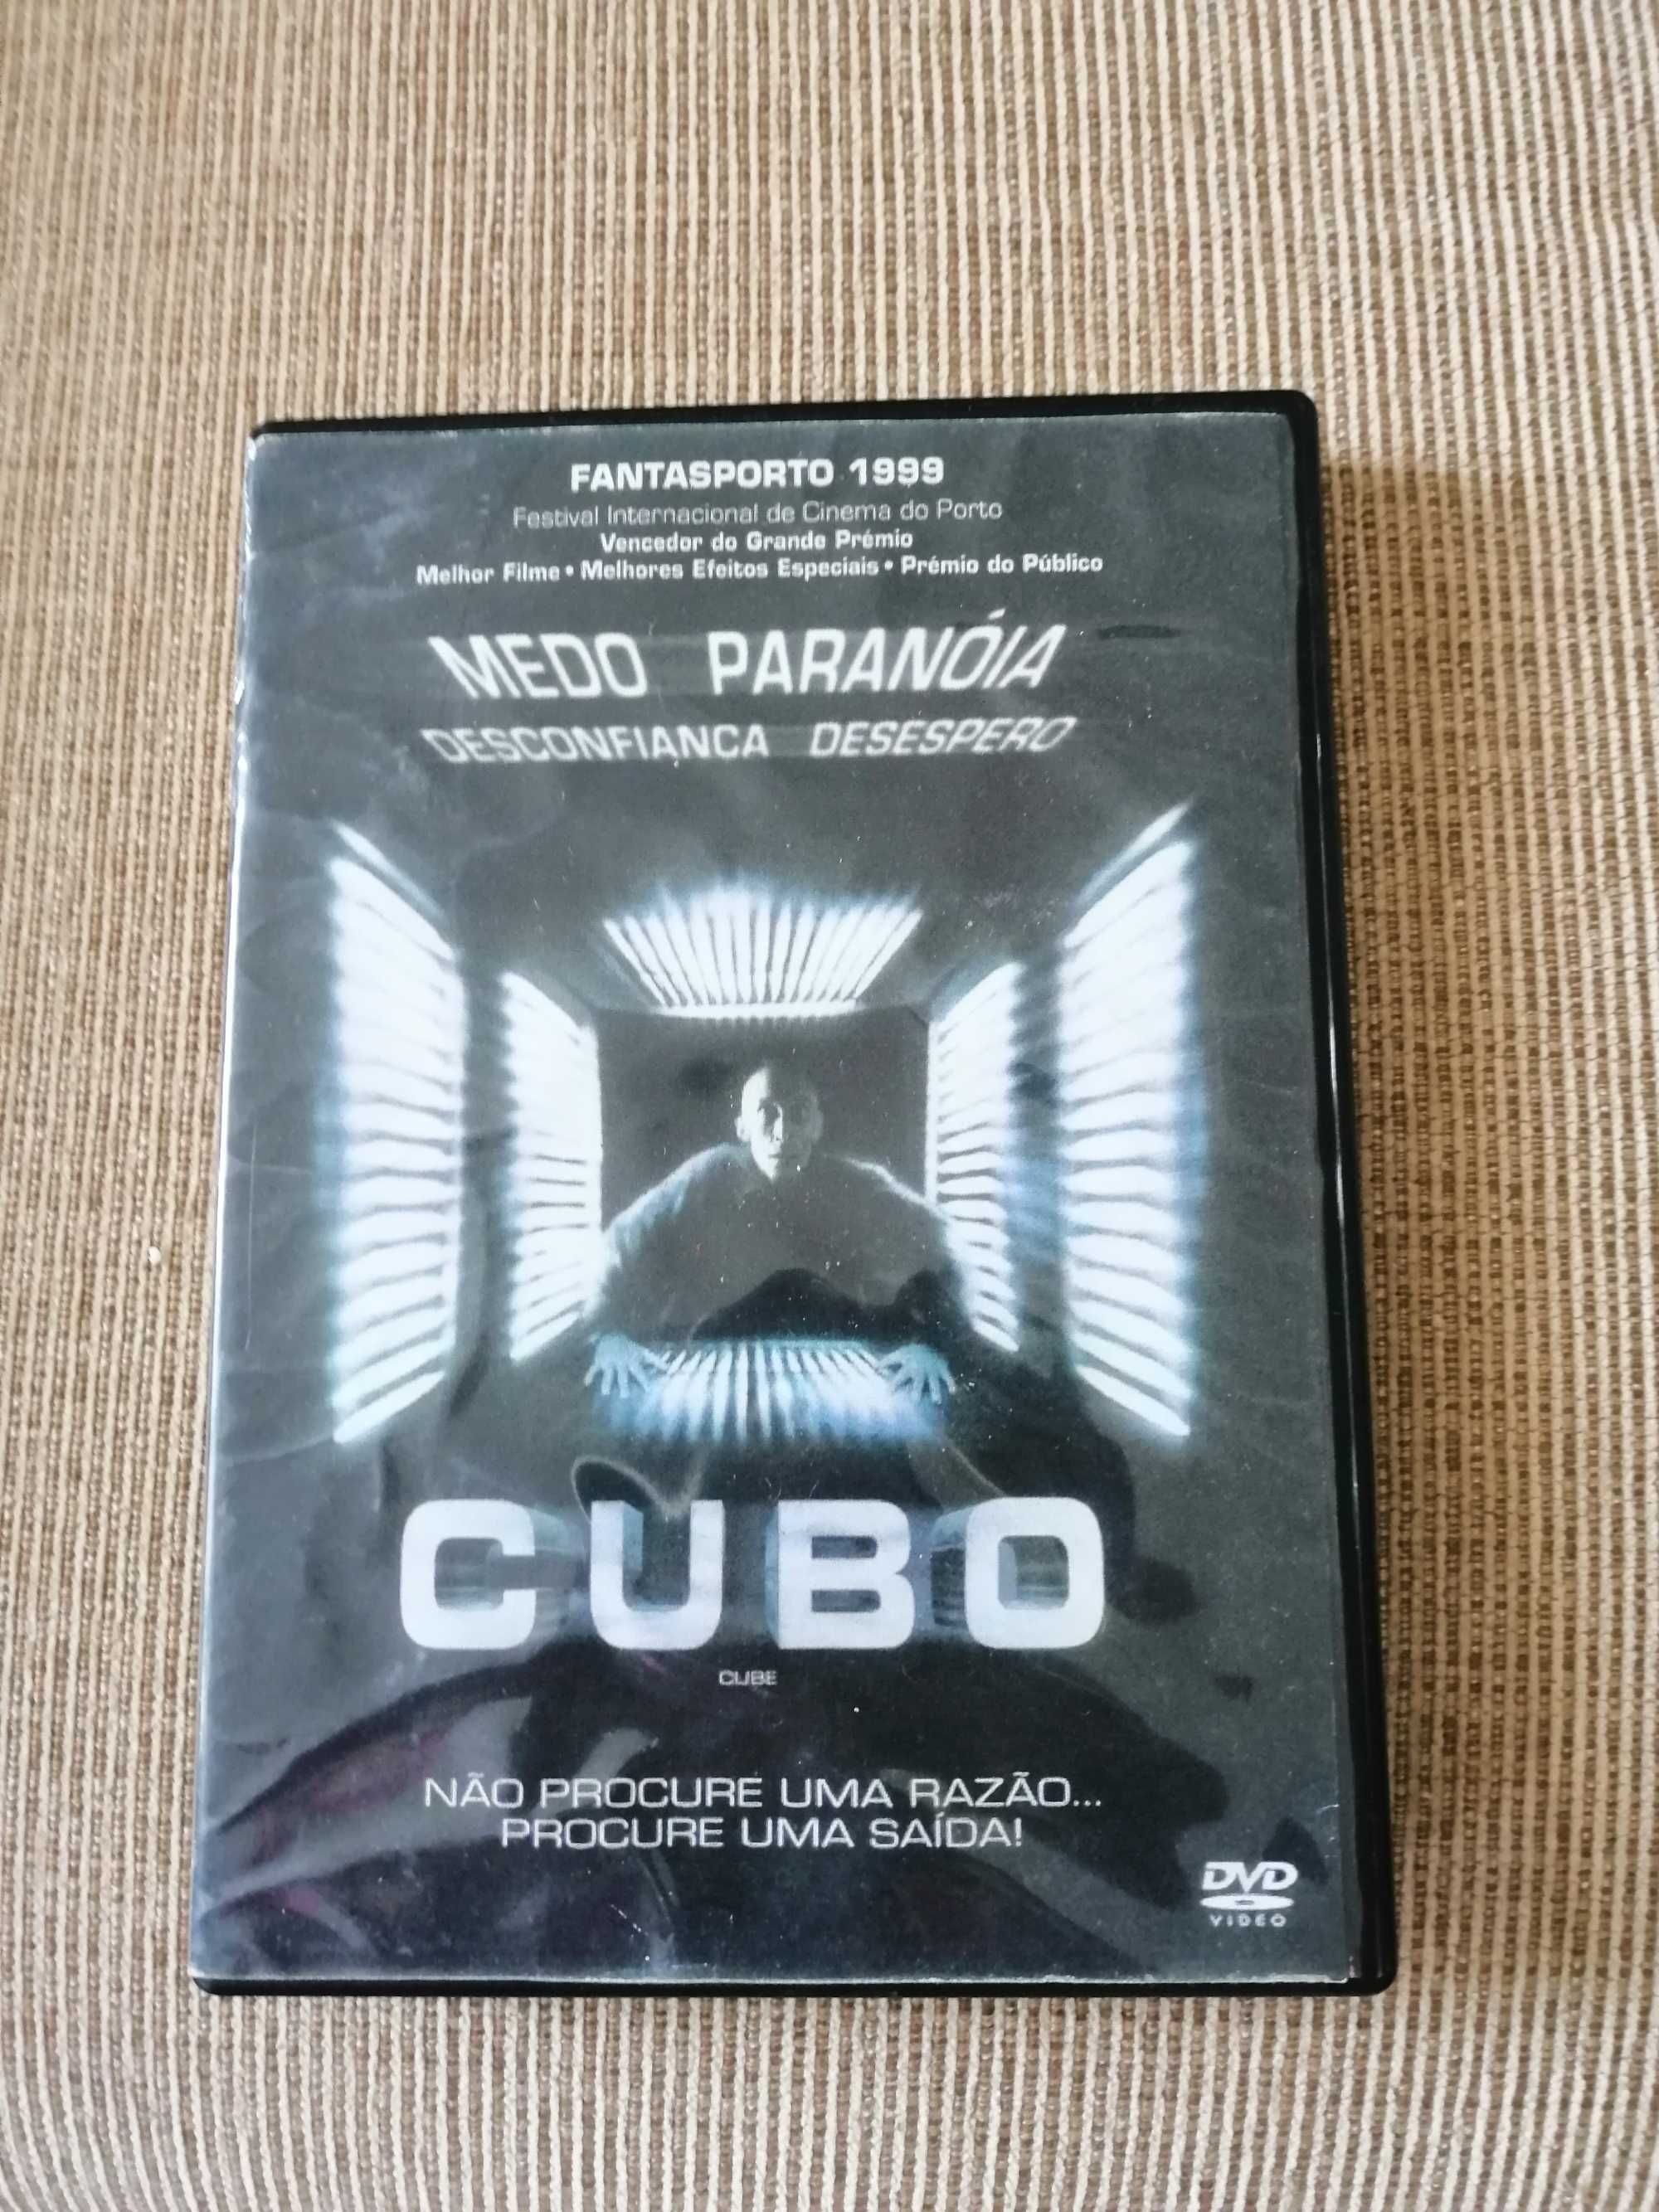 FANTASPORTO 1999
Festival Internacional de Cinema do Porto
Vencedor do Grande Prémio
Melhor Filme • Melhores Efeitos Especiais • Prémio do Público
MEDO PARANÓIA
DESCONFIANCA DESESPERO
CUBO
CUBE
NÃO PROCURE UMA RAZÃO...
PROCURE UMA SAÍDA!
DVD
VIDEO